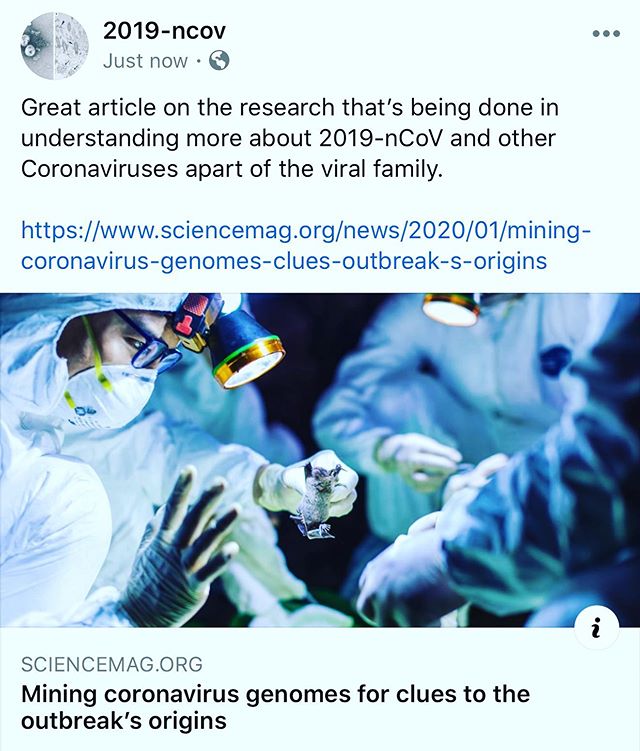 2019-ncov
Just now ·
Great article on the research that’s being done in
understanding more about 2019-nCoV and other
Coronaviruses apart of the viral family.
https://www.sciencemag.org/news/2020/01/mining-
coronavirus-genomes-clues-outbreak-s-origins
i
SCIENCEMAG.ORG
Mining coronavirus genomes for clues to the
outbreak’s origins